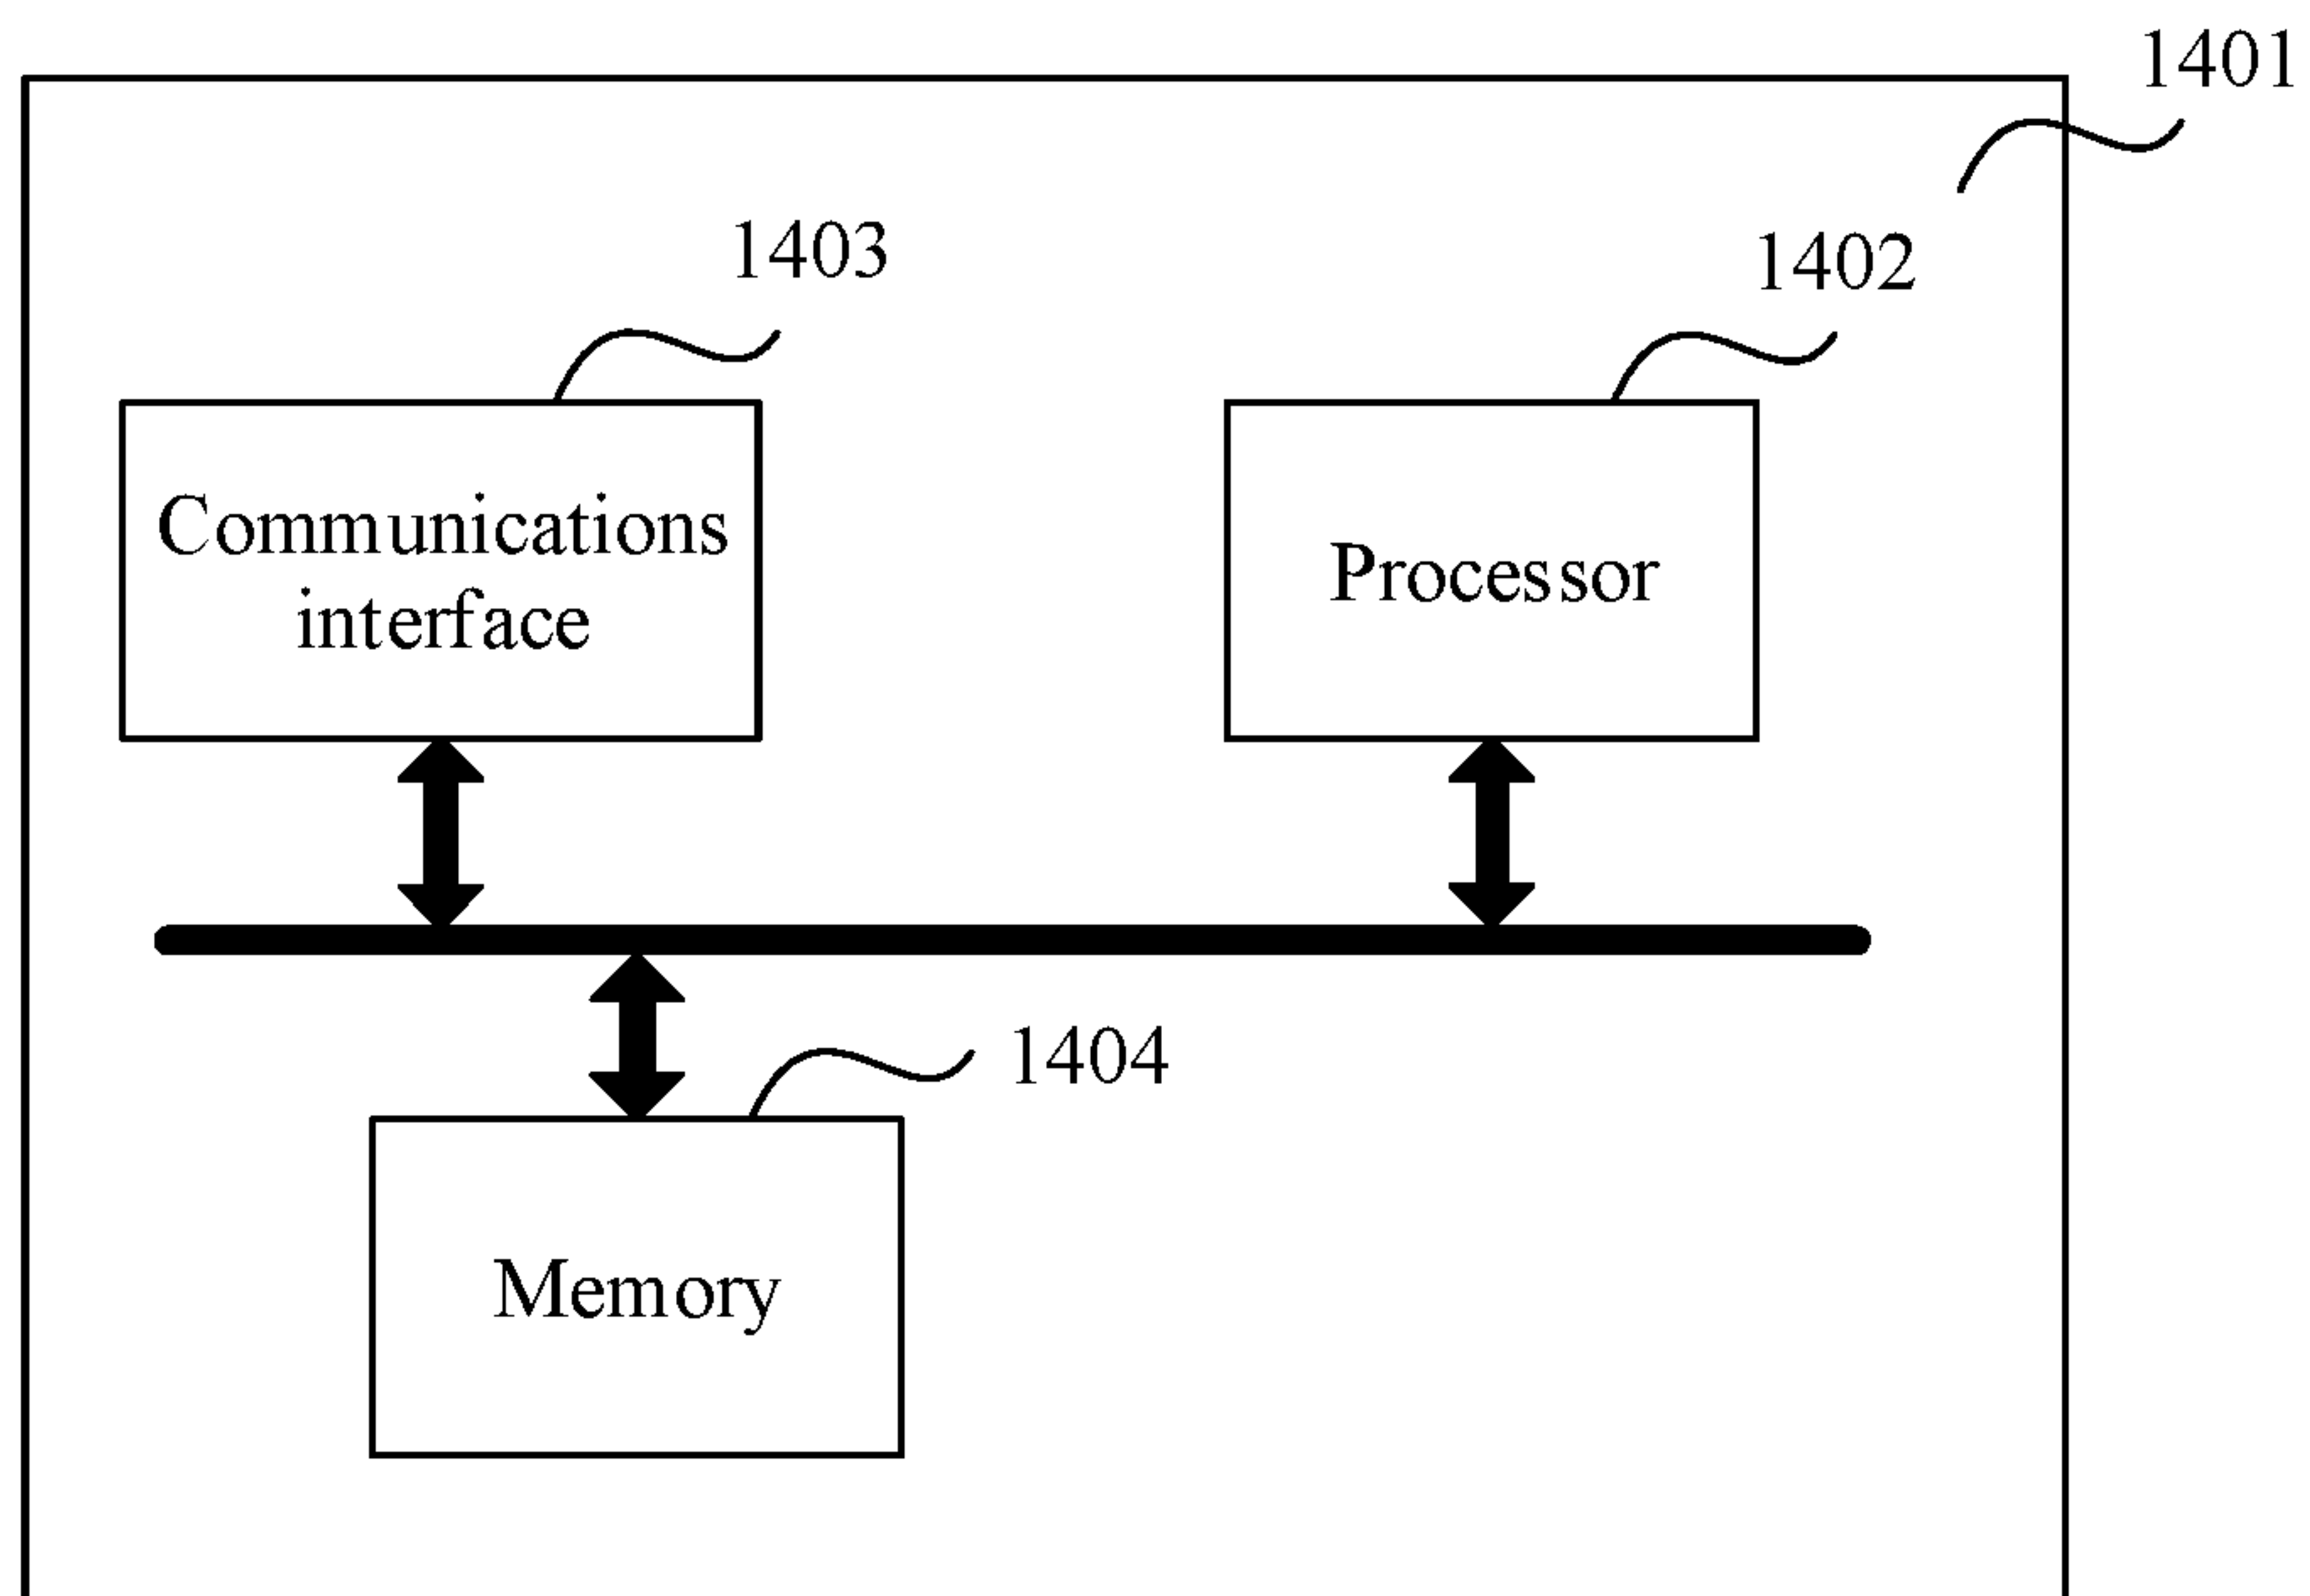 1401
1403
1402
Communications
interface
Processor
1404
Memory